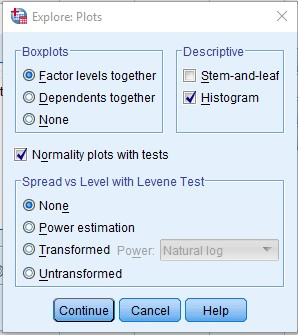 Explore: Plots
Boxplots
Factor levels together
Dependents together
None
Descriptive
Stem-and-leaf
Histogram
Normality plots with tests
Spread vs Level with Levene Test
None
Power estimation
Transformed Power: Natural log
Untransformed
Continue Cancel Help